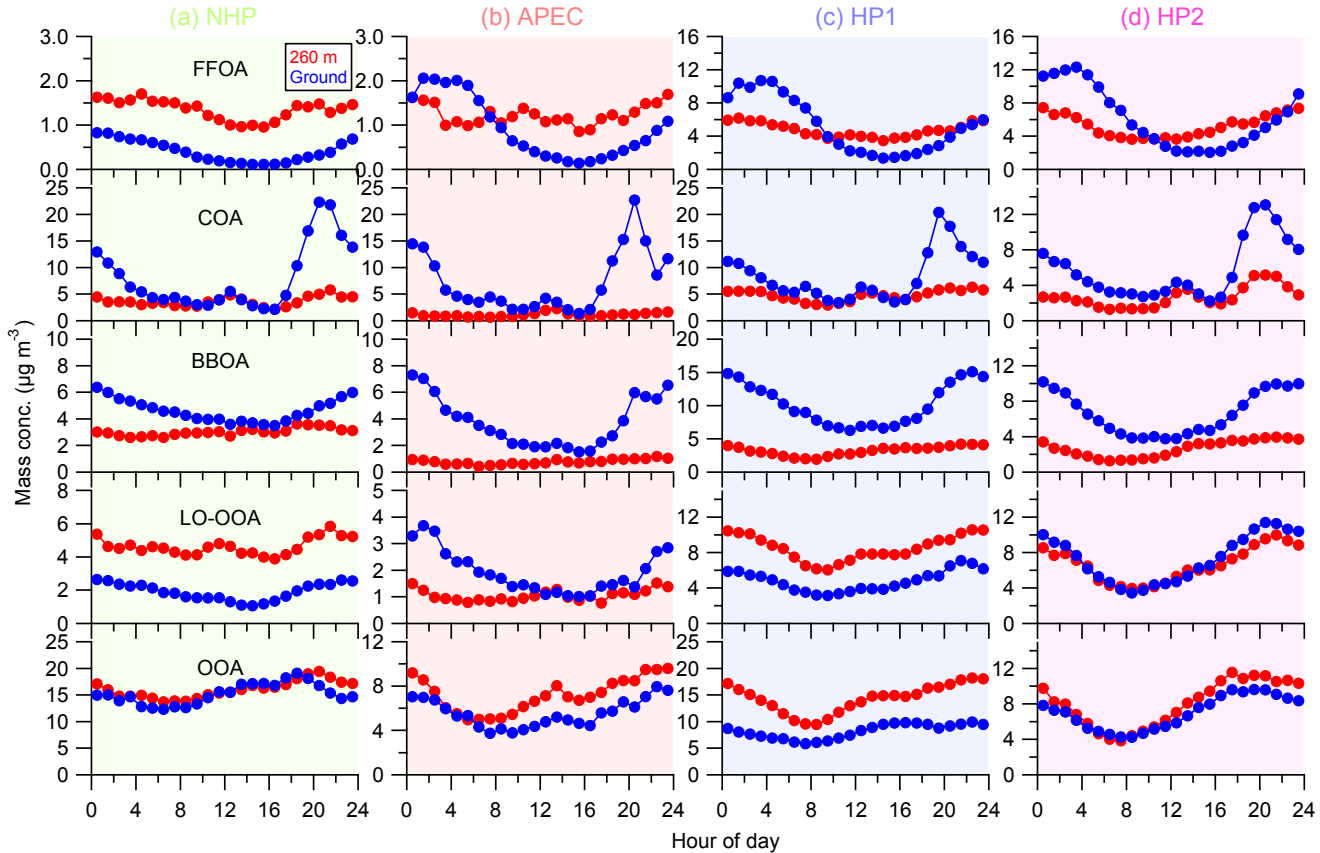 (a) NHP (b) APEC (c) HP1 (d) HP2
3.0 2.0 1.0 0.0
FFOA
260 m
Ground
3.0 2.0 1.0 0.0
16 12 8 4 0
16 12 8 4 0
25 20 15 10 5 0
COA
25 20 15 10 5 0
25 20 15 10 5 0
12 8 4 0
Mass conc. (µg m⁻³)
10 8 6 4 2 0
BBOA
10 8 6 4 2 0
20 15 10 5 0
12 8 4 0
8 6 4 2 0
LO-OOA
5 4 3 2 1 0
12 8 4 0
12 8 4 0
25 20 15 10 5 0
OOA
12 8 4 0
25 20 15 10 5 0
12 8 4 0
0 4 8 12 16 20 24 0 4 8 12 16 20 24 0 4 8 12 16 20 24 0 4 8 12 16 20 24
Hour of day